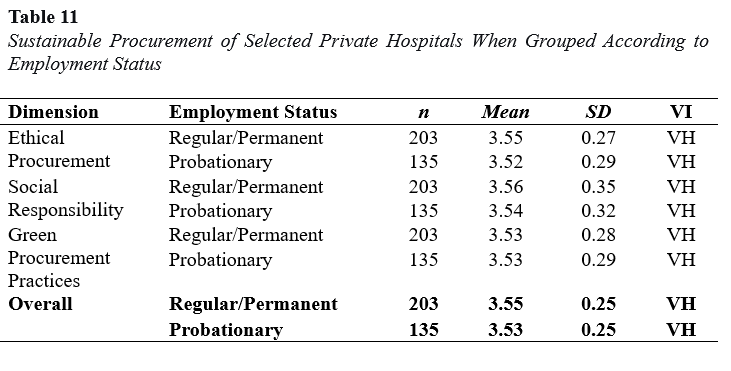 Table 11
Sustainable Procurement of Selected Private Hospitals When Grouped According to
Employment Status
Dimension Employment Status n Mean SD VI
Ethical Regular/Permanent 203 3.55 0.27 VH
Procurement Probationary 135 3.52 0.29 VH
Social Regular/Permanent 203 3.56 0.35 VH
Responsibility Probationary 135 3.54 0.32 VH
Green Regular/Permanent 203 3.53 0.28 VH
Procurement Probationary 135 3.53 0.29 VH
Practices
Overall Regular/Permanent 203 3.55 0.25 VH
Probationary 135 3.53 0.25 VH